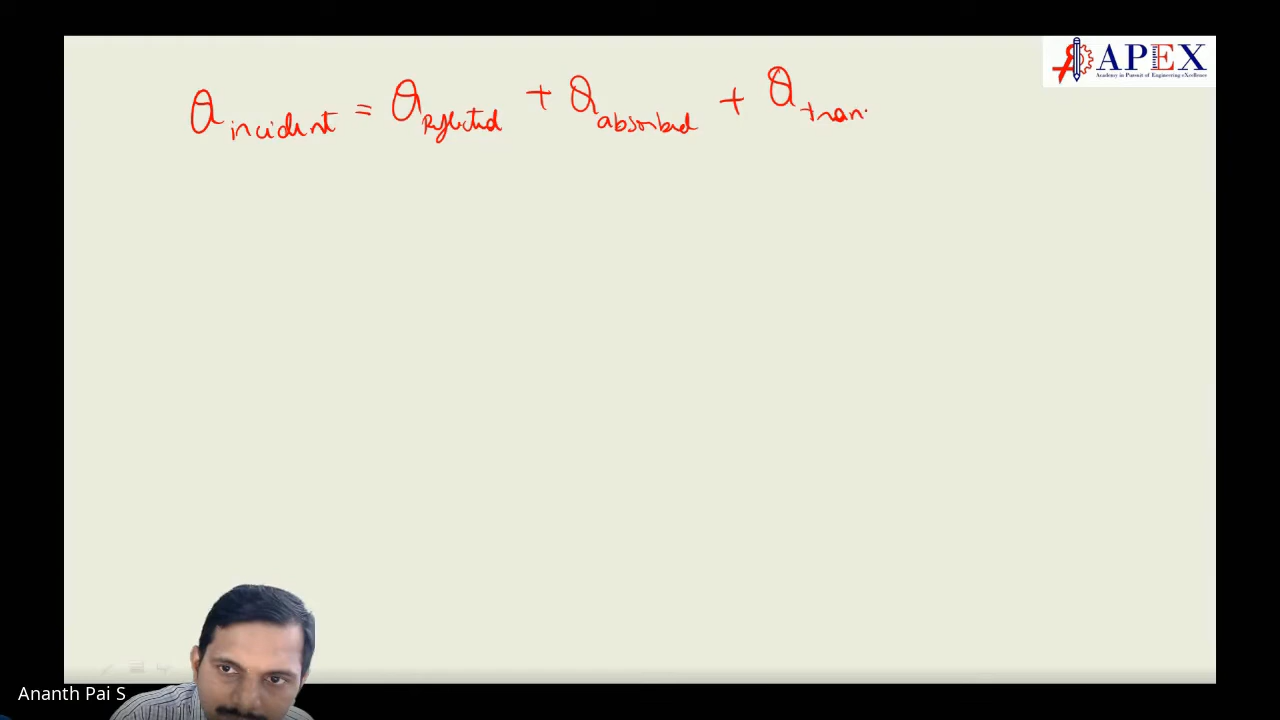 Q incident = Q reflected + Q absorbed + Q tran
APEX
Academy in Pursuit of Engineering eXcellence
Ananth Pai S